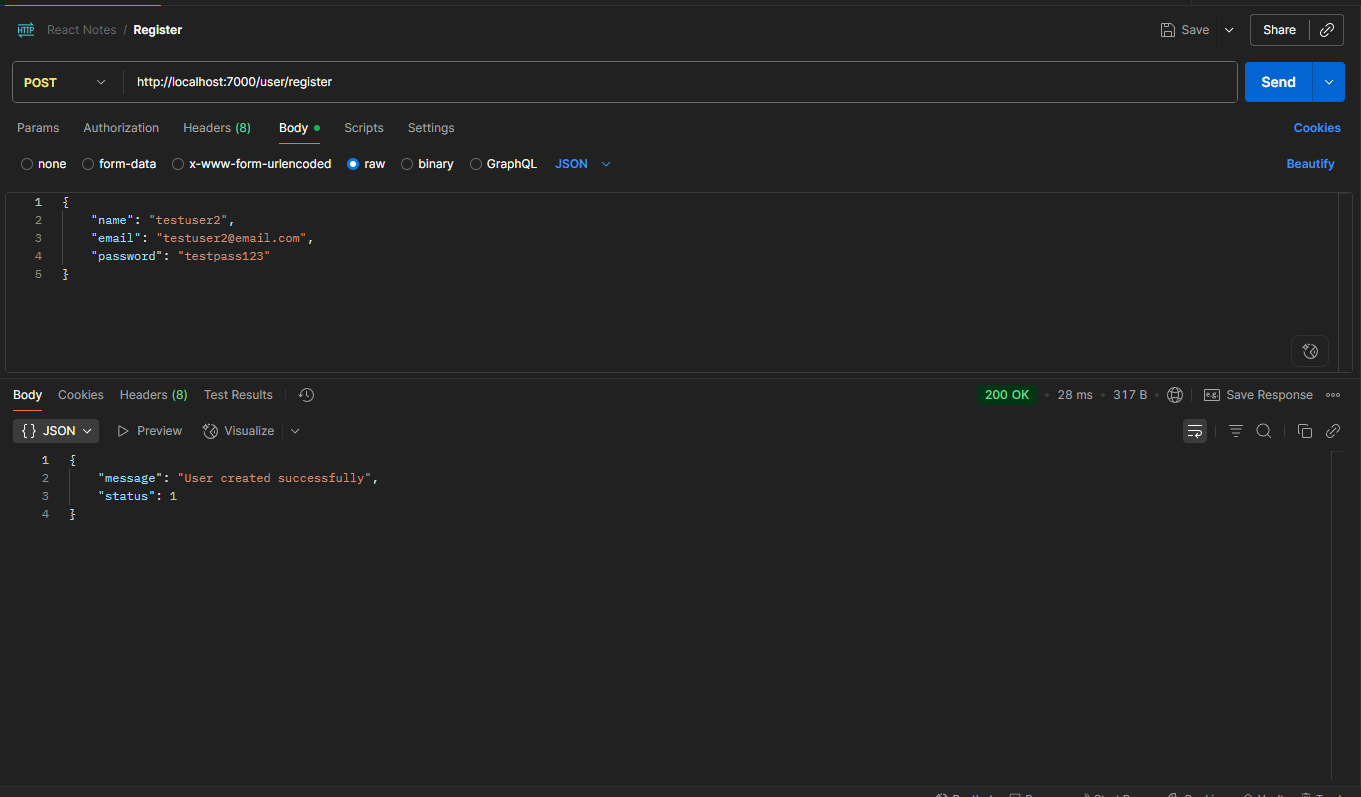 HTTP React Notes / Register Save Share
POST http://localhost:7000/user/register Send
Params Authorization Headers (8) Body Scripts Settings Cookies
none form-data x-www-form-urlencoded raw binary GraphQL JSON Beautify
1 {
2 "name": "testuser2",
3 "email": "testuser2@email.com",
4 "password": "testpass123"
5 }
Body Cookies Headers (8) Test Results 200 OK • 28 ms • 317 B • e.g. Save Response
{} JSON Preview Visualize
1 {
2 "message": "User created successfully",
3 "status": 1
4 }